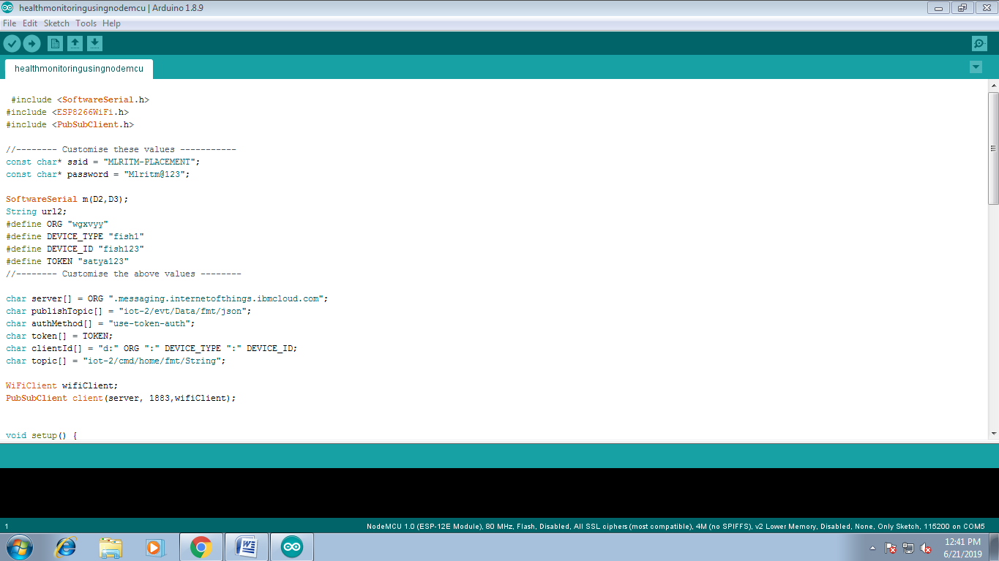 healthmonitoringusingnodemcu | Arduino 1.8.9
File Edit Sketch Tools Help
healthmonitoringusingnodemcu
#include <SoftwareSerial.h>
#include <ESP8266WiFi.h>
#include <PubSubClient.h>
//-------- Customise these values -----------
const char* ssid = "MLRITM-PLACEMENT";
const char* password = "Mlritm@123";
SoftwareSerial m(D2,D3);
String url2;
#define ORG "wgxvyy"
#define DEVICE_TYPE "fish1"
#define DEVICE_ID "fish123"
#define TOKEN "satya123"
//-------- Customise the above values --------
char server[] = ORG ".messaging.internetofthings.ibmcloud.com";
char publishTopic[] = "iot-2/evt/Data/fmt/json";
char authMethod[] = "use-token-auth";
char token[] = TOKEN;
char clientId[] = "d:" ORG ":" DEVICE_TYPE ":" DEVICE_ID;
char topic[] = "iot-2/cmd/home/fmt/String";
WiFiClient wifiClient;
PubSubClient client(server, 1883,wifiClient);
void setup() {
1 NodeMCU 1.0 (ESP-12E Module), 80 MHz, Flash, Disabled, All SSL ciphers (most compatible), 4M (no SPIFFS), v2 Lower Memory, Disabled, None, Only Sketch, 115200 on COM5
12:41 PM
6/21/2019